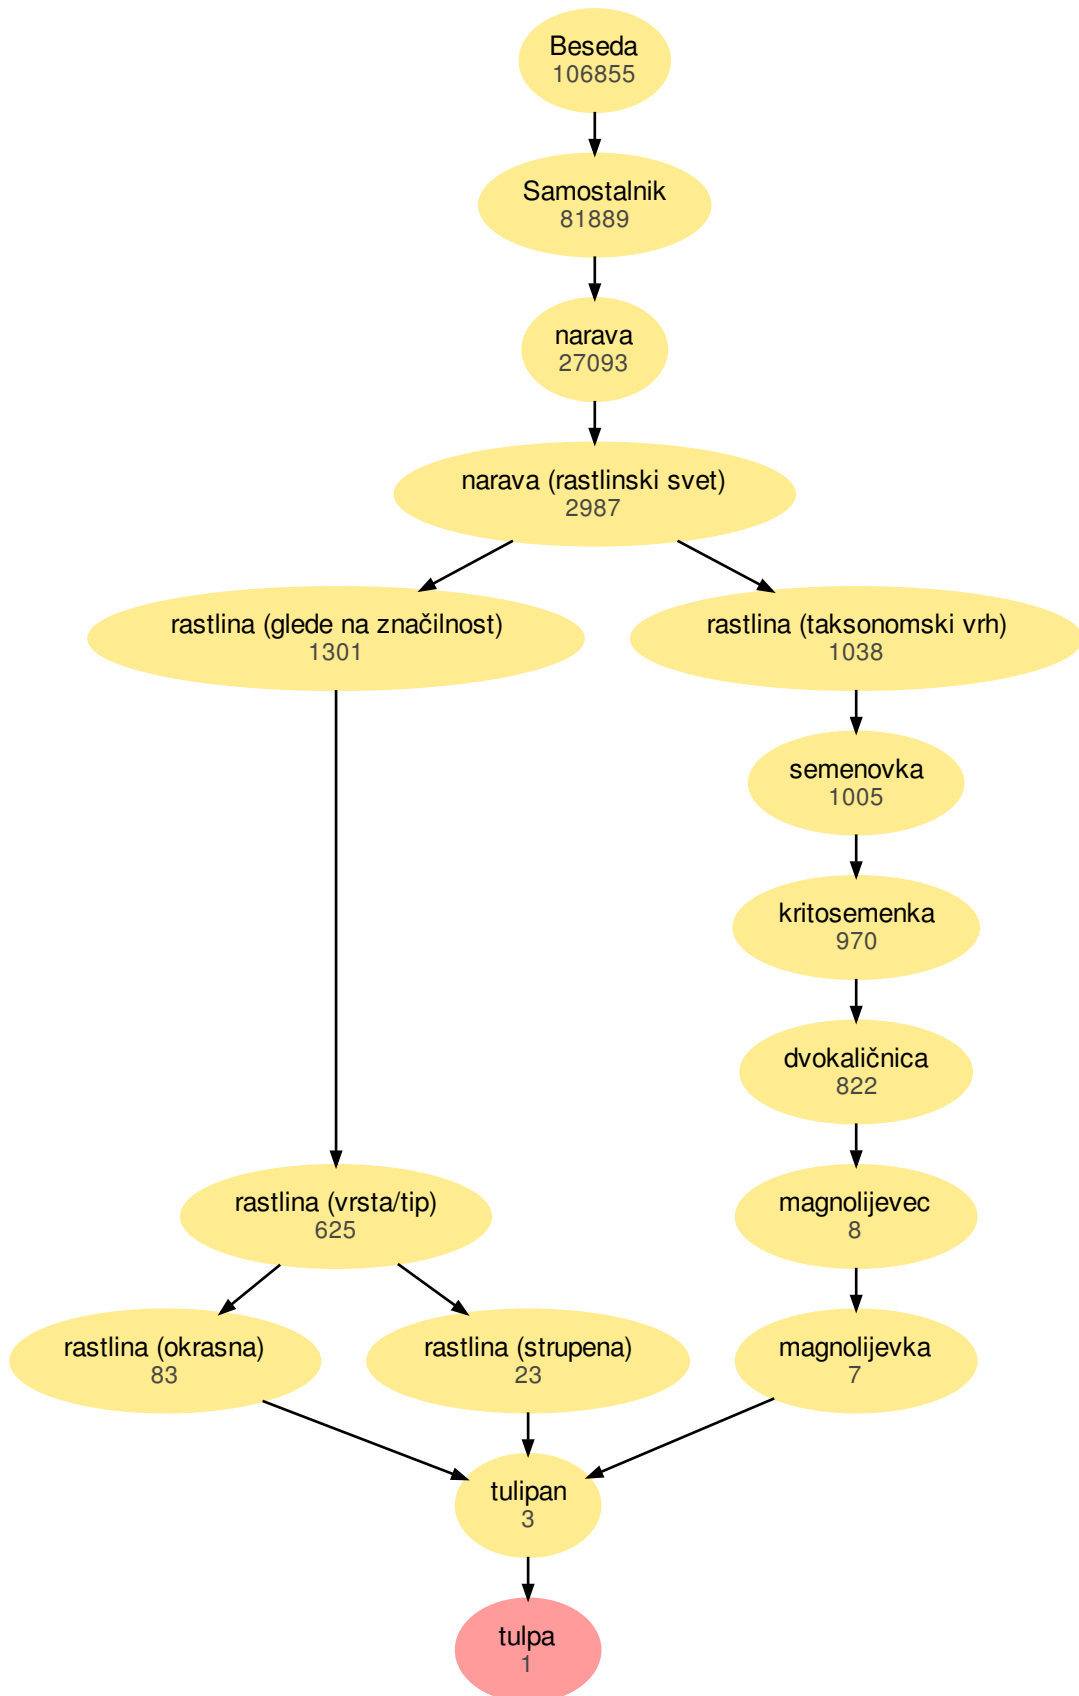 Beseda
106855
Samostalnik
81889
narava
27093
narava (rastlinski svet)
2987
rastlina (glede na značilnost)
1301
rastlina (taksonomski vrh)
1038
semenovka
1005
kritosemenka
970
dvokaličnica
822
rastlina (vrsta/tip)
625
magnolijevec
8
rastlina (okrasna)
83
rastlina (strupena)
23
magnolijevka
7
tulipan
3
tulpa
1